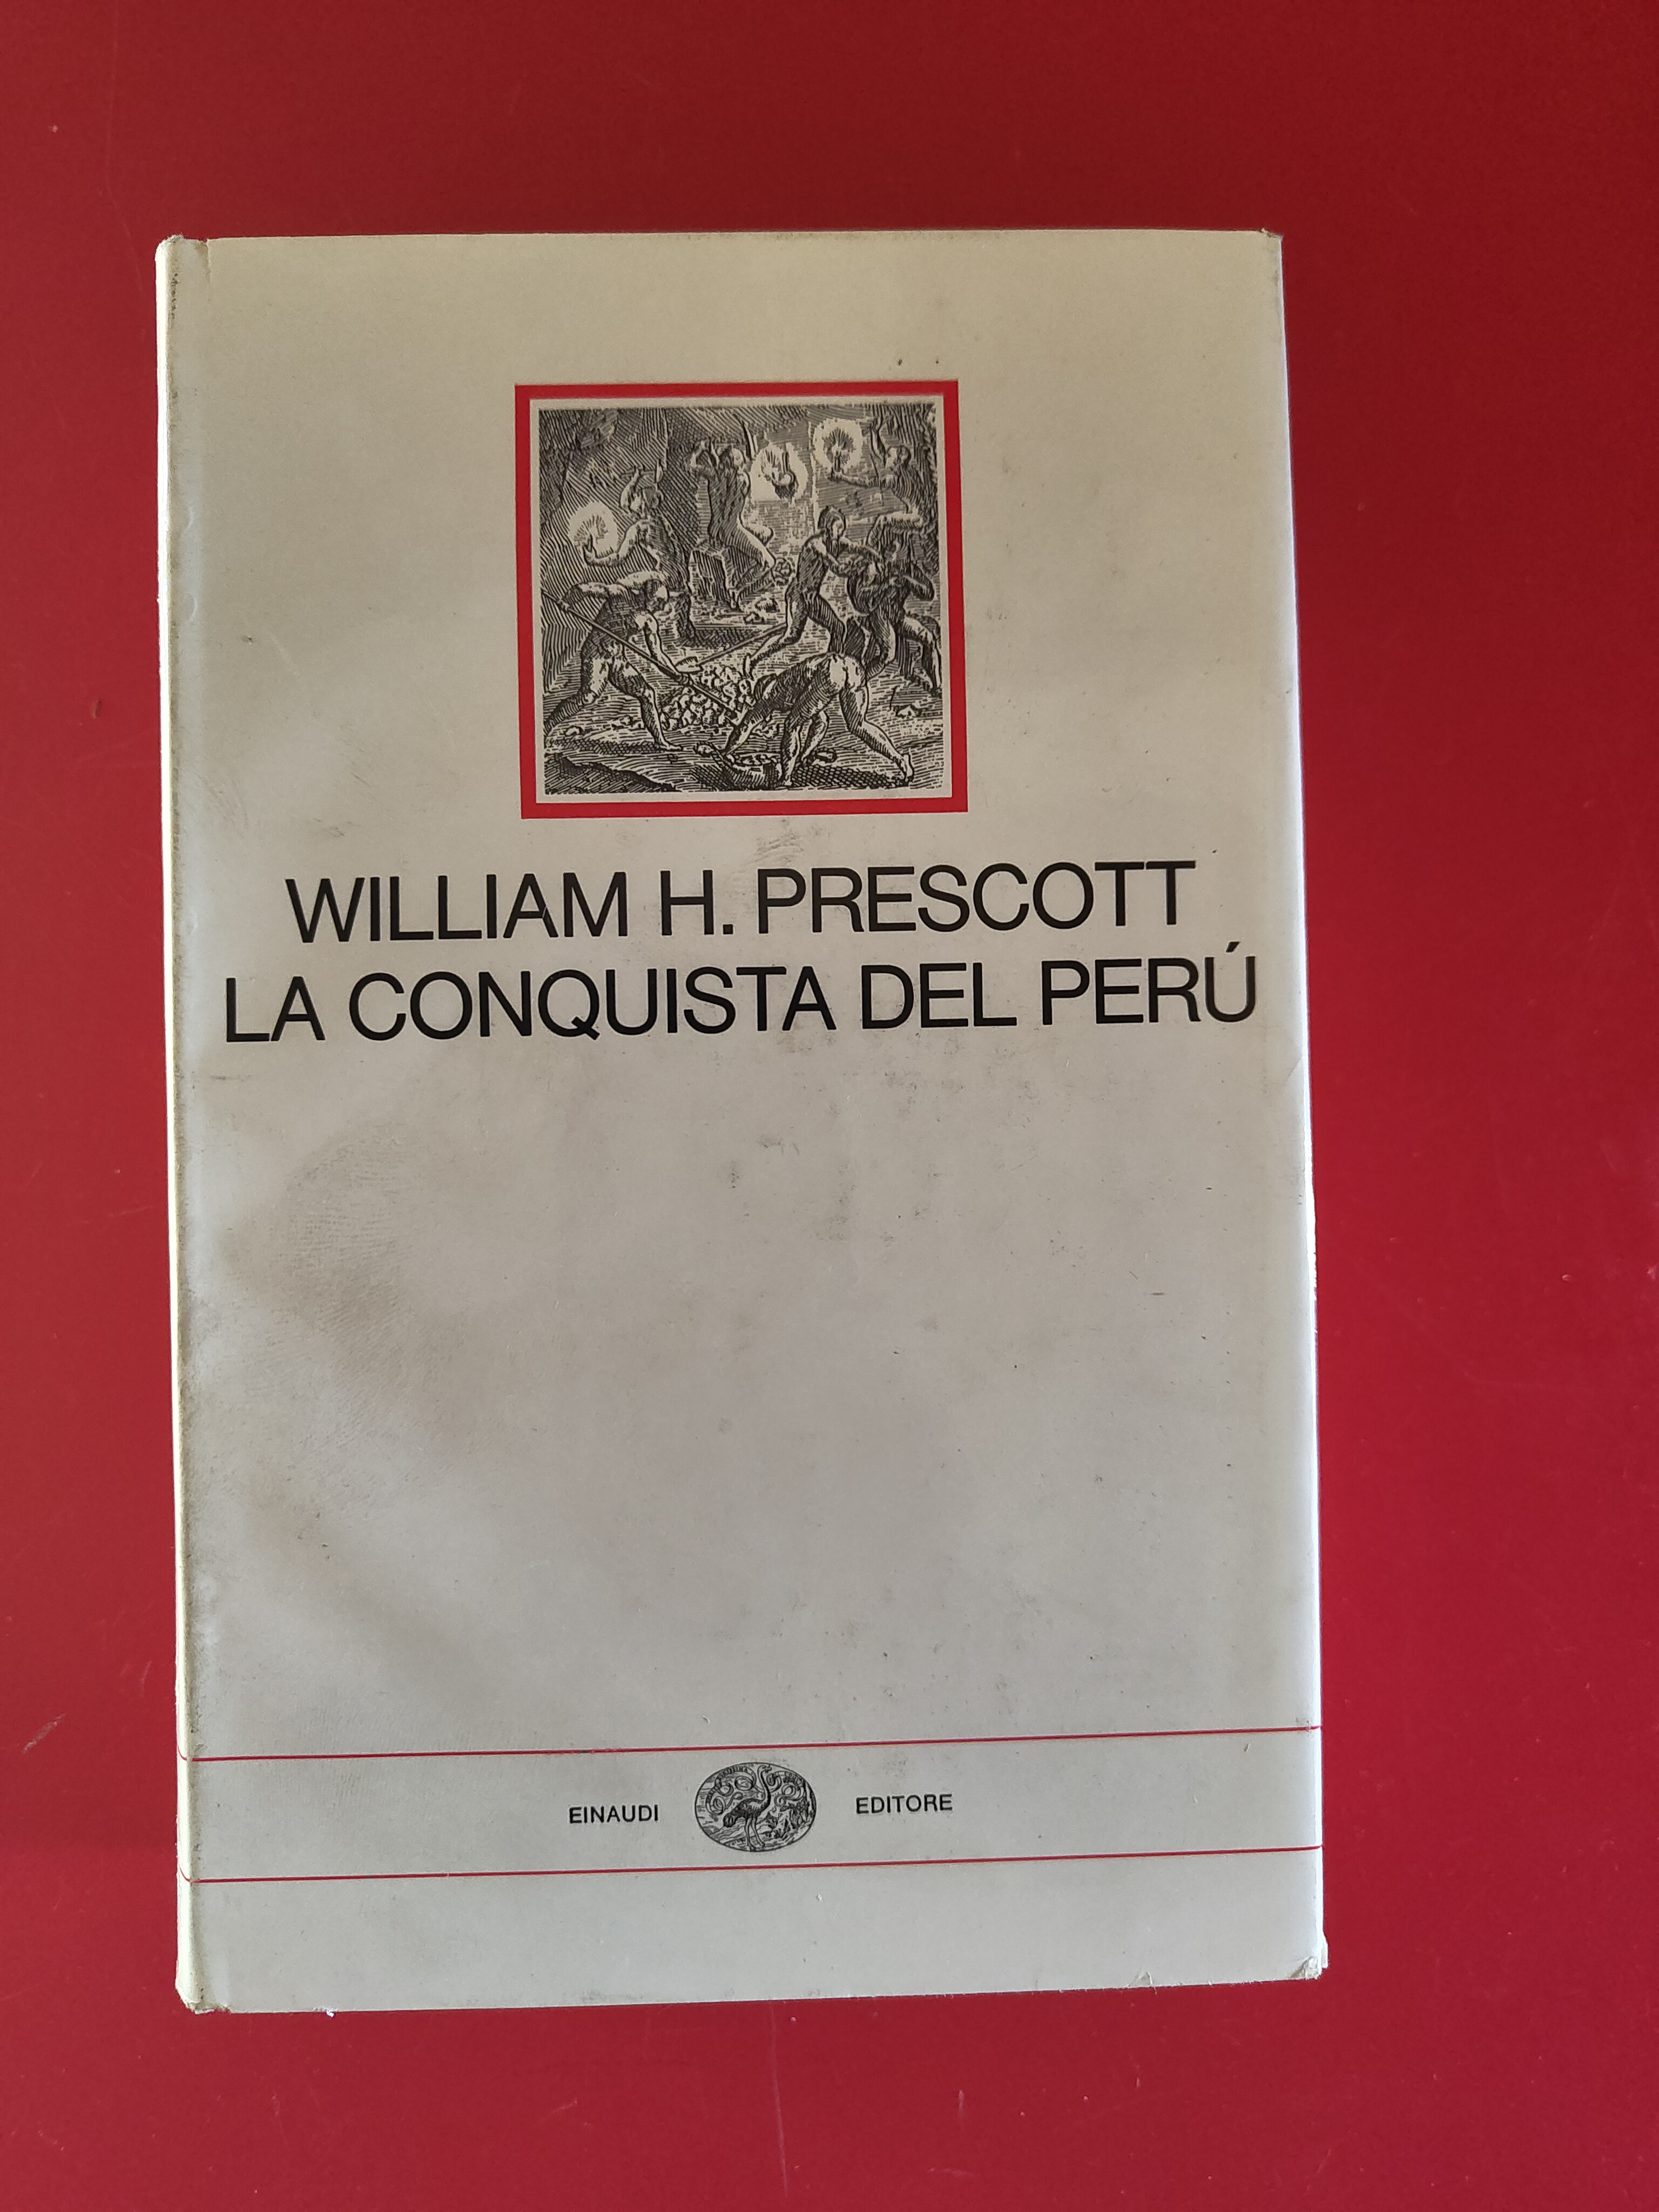 WILLIAM H. PRESCOTT
LA CONQUISTA DEL PERÚ
EINAUDI EDITORE